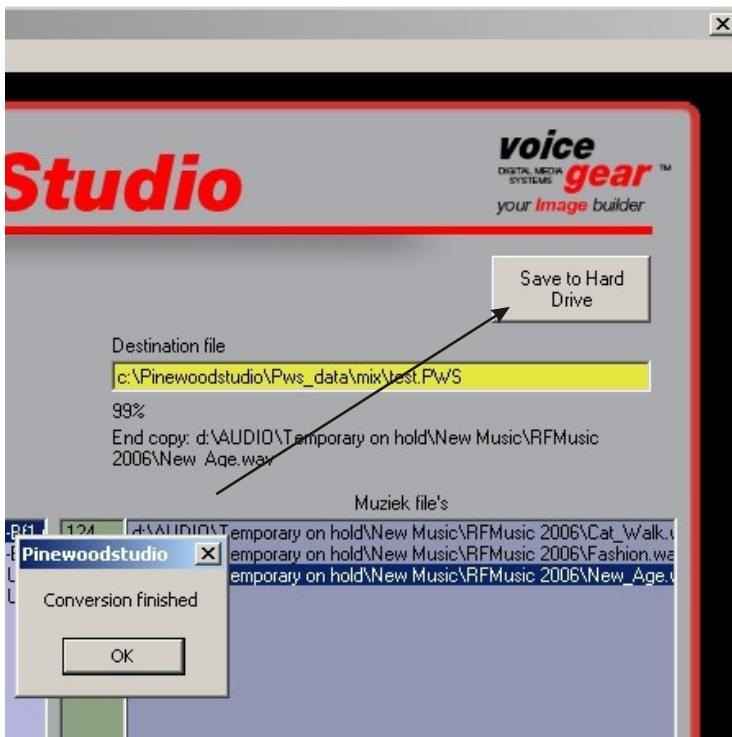 Studio
voice
DIGITAL MEDIA
SYSTEMS gear ™
your Image builder
Save to Hard
Drive
Destination file
c:\Pinewoodstudio\Pws_data\mix\test.PWS
99%
End copy: d:\AUDIO\Temporary on hold\New Music\RFMusic
2006\New_Age.wav
Muziek file's
-Bf1 124 d:\AUDIO\Temporary on hold\New Music\RFMusic 2006\Cat_Walk.
emporary on hold\New Music\RFMusic 2006\Fashion.wa
emporary on hold\New Music\RFMusic 2006\New_Age.
Pinewoodstudio
Conversion finished
OK